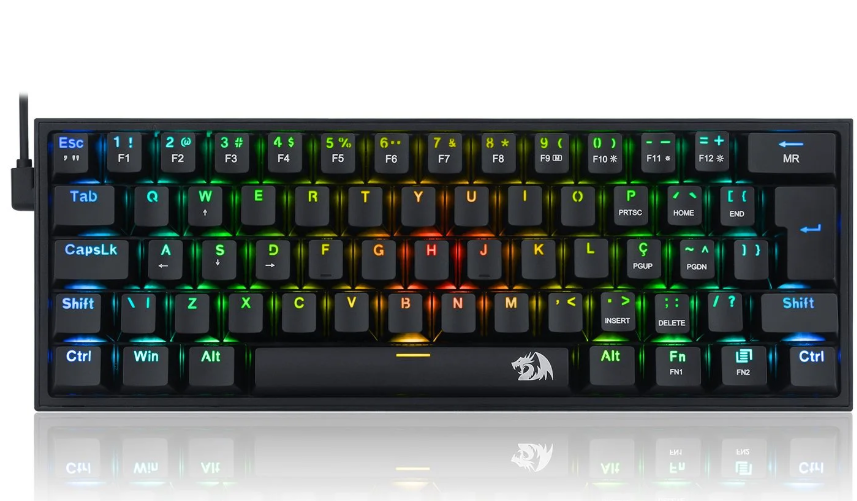 Esc 1 ! 2 @ 3 # 4 $ 5 % 6 ¨ 7 & 8 * 9 ( 0 ) - _ = + ←
' " F1 F2 F3 F4 F5 F6 F7 F8 F9 F10 F11 F12 MR
Tab Q W E R T Y U I O P ´ ` [ {
↑ PRTSC HOME END
CapsLk A S D F G H J K L Ç ~ ^ ] } ↵
← ↓ → PGUP PGDN
Shift \ | Z X C V B N M , < . > ; : / ? Shift
INSERT DELETE
Ctrl Win Alt Alt Fn Ctrl
FN1 FN2